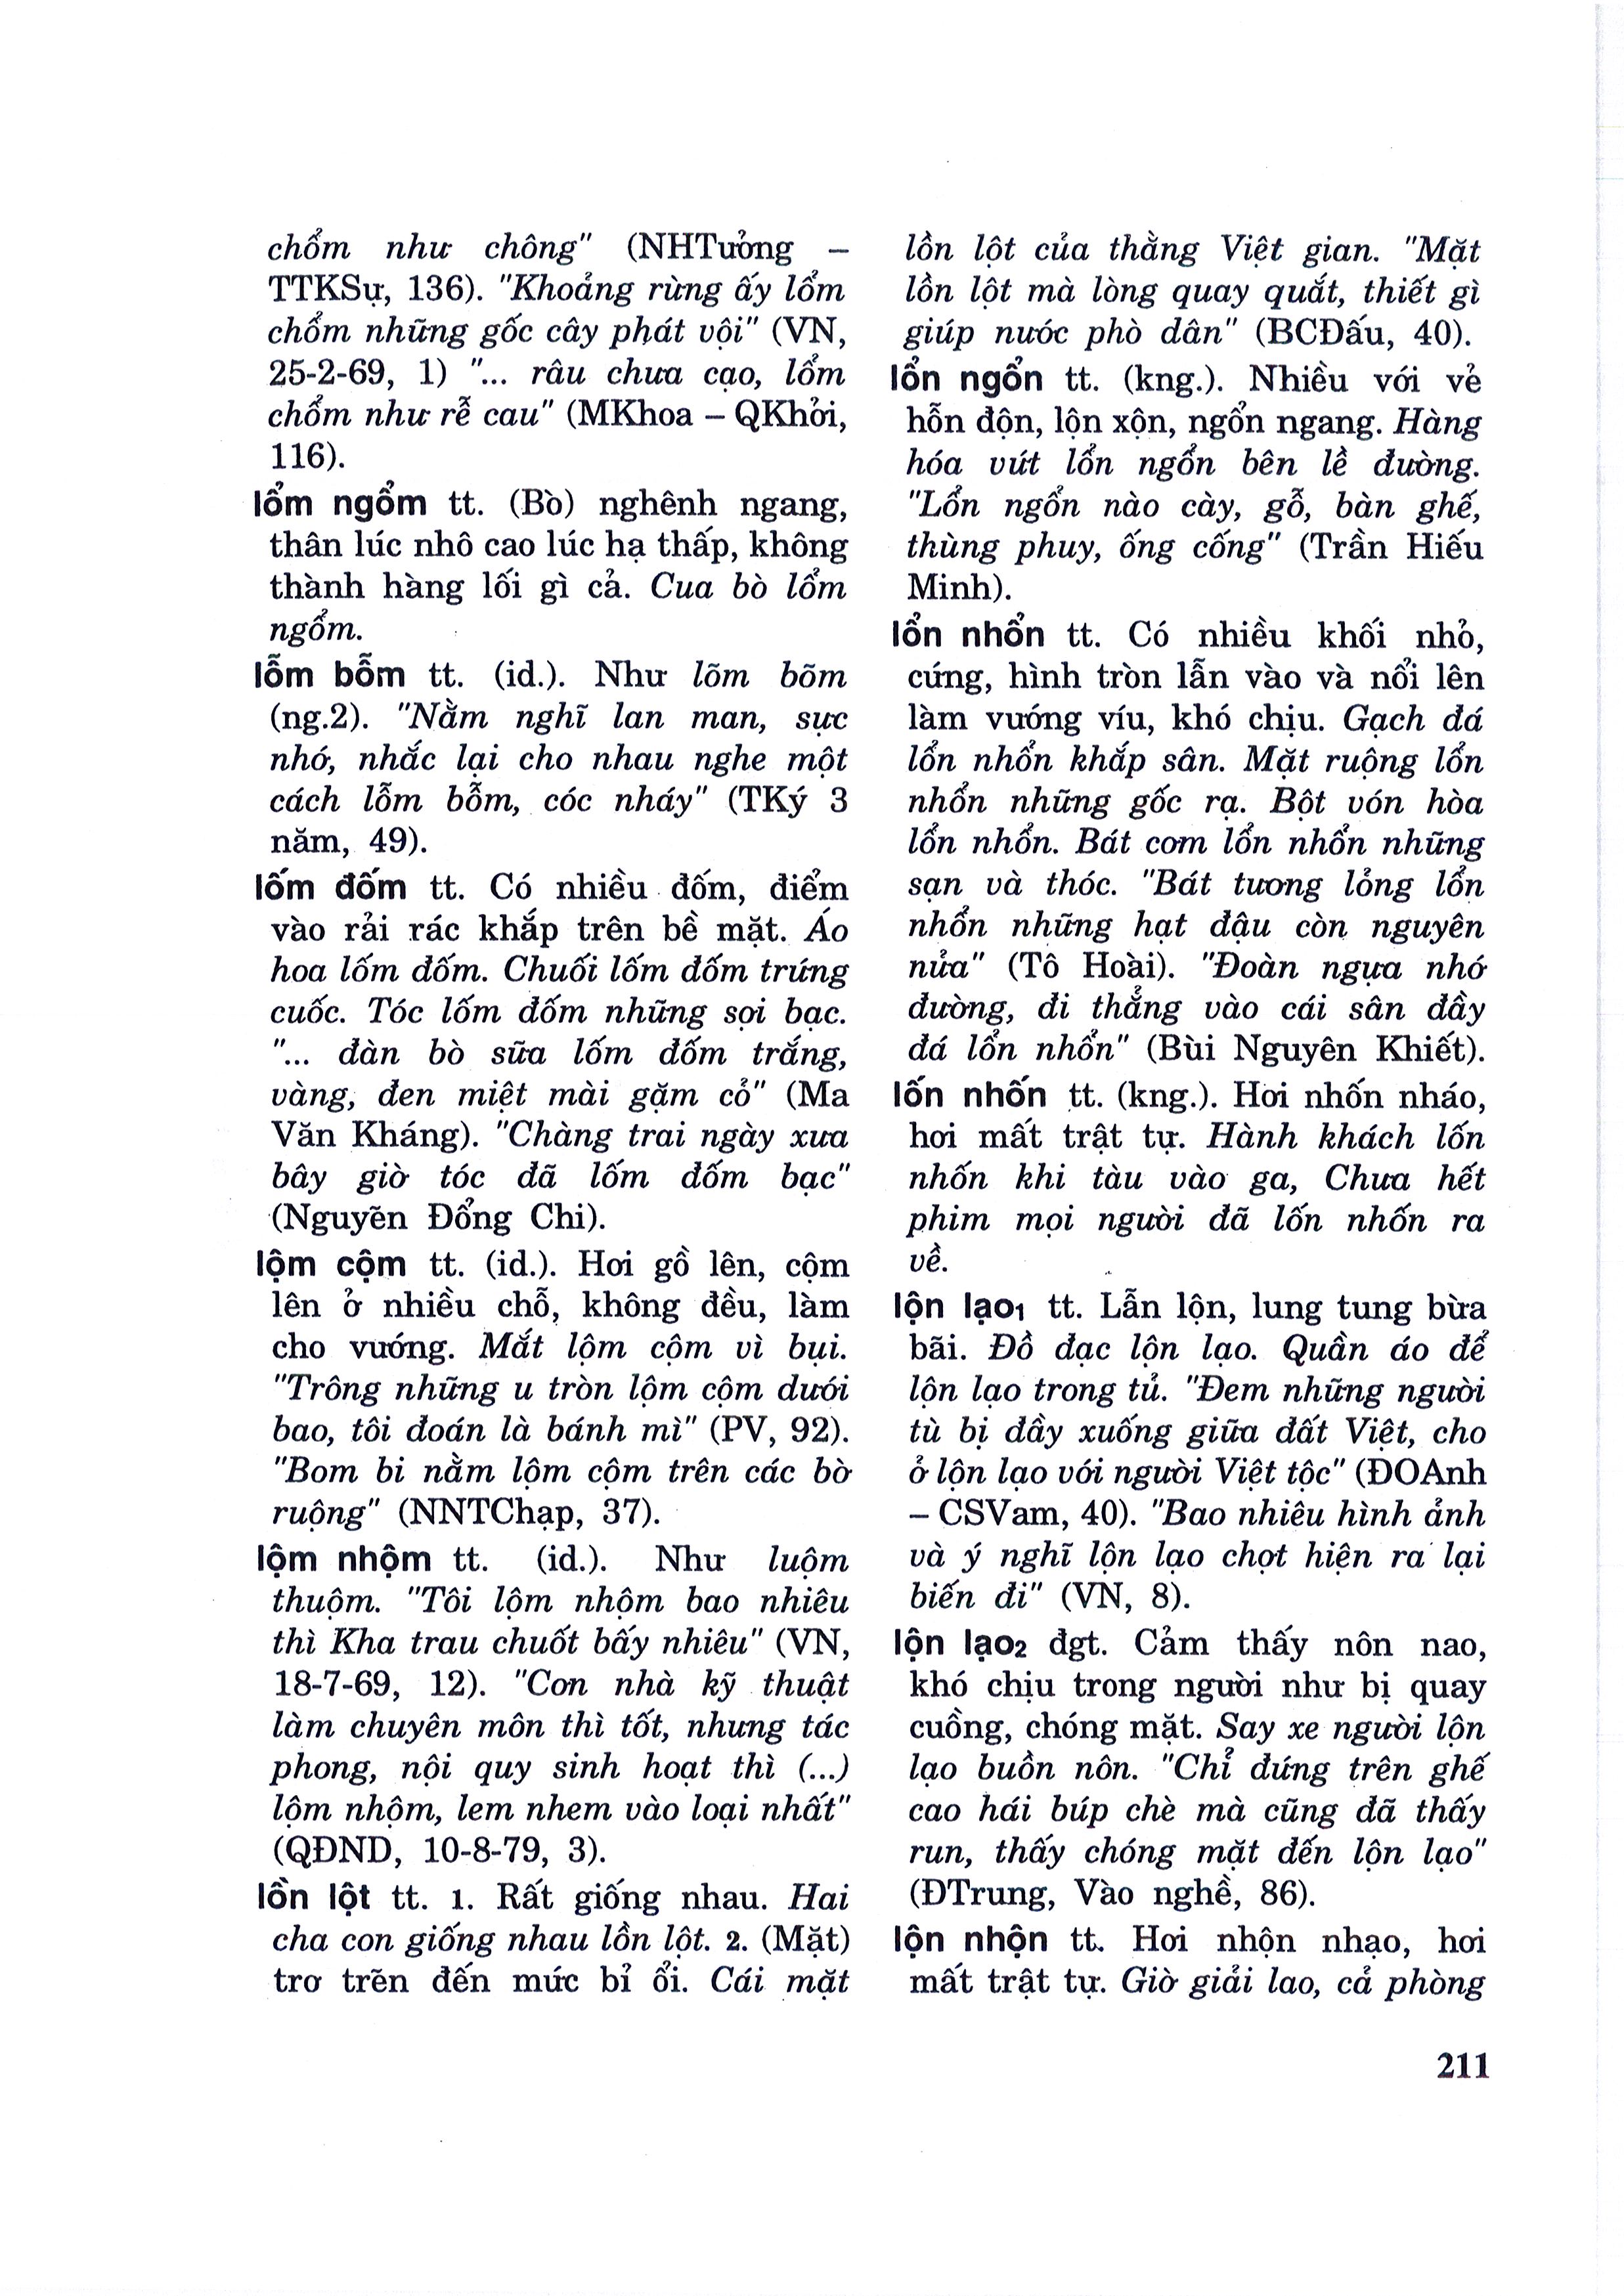 chổm như chông" (NHTưởng –
TTKSự, 136). "Khoảng rừng ấy lổm
chổm những gốc cây phát vội" (VN,
25-2-69, 1) "... râu chưa cạo, lổm
chổm như rễ cau" (MKhoa – QKhởi,
116).
lổm ngổm tt. (Bò) nghênh ngang,
thân lúc nhô cao lúc hạ thấp, không
thành hàng lối gì cả. Cua bò lổm
ngổm.
lỗm bỗm tt. (id.). Như lõm bõm
(ng.2). "Nằm nghĩ lan man, sực
nhớ, nhắc lại cho nhau nghe một
cách lỗm bỗm, cóc nháy" (TKý 3
năm, 49).
lốm đốm tt. Có nhiều đốm, điểm
vào rải rác khắp trên bề mặt. Áo
hoa lốm đốm. Chuối lốm đốm trứng
cuốc. Tóc lốm đốm những sợi bạc.
"... đàn bò sữa lốm đốm trắng,
vàng, đen miệt mài gặm cỏ" (Ma
Văn Kháng). "Chàng trai ngày xưa
bây giờ tóc đã lốm đốm bạc"
(Nguyễn Đổng Chi).
lộm cộm tt. (id.). Hơi gồ lên, cộm
lên ở nhiều chỗ, không đều, làm
cho vướng. Mắt lộm cộm vì bụi.
"Trông những u tròn lộm cộm dưới
bao, tôi đoán là bánh mì" (PV, 92).
"Bom bi nằm lộm cộm trên các bờ
ruộng" (NNTChạp, 37).
lộm nhộm tt. (id.). Như luộm
thuộm. "Tôi lộm nhộm bao nhiêu
thì Kha trau chuốt bấy nhiêu" (VN,
18-7-69, 12). "Con nhà kỹ thuật
làm chuyên môn thì tốt, nhưng tác
phong, nội quy sinh hoạt thì (...)
lộm nhộm, lem nhem vào loại nhất"
(QĐND, 10-8-79, 3).
lồn lột tt. 1. Rất giống nhau. Hai
cha con giống nhau lồn lột. 2. (Mặt)
trơ trẽn đến mức bỉ ổi. Cái mặt
lồn lột của thằng Việt gian. "Mặt
lồn lột mà lòng quay quắt, thiết gì
giúp nước phò dân" (BCĐấu, 40).
lổn ngổn tt. (kng.). Nhiều với vẻ
hỗn độn, lộn xộn, ngổn ngang. Hàng
hóa vứt lổn ngổn bên lề đường.
"Lổn ngổn nào cày, gỗ, bàn ghế,
thùng phuy, ống cống" (Trần Hiếu
Minh).
lổn nhổn tt. Có nhiều khối nhỏ,
cứng, hình tròn lẫn vào và nổi lên
làm vướng víu, khó chịu. Gạch đá
lổn nhổn khắp sân. Mặt ruộng lổn
nhổn những gốc rạ. Bột vón hòa
lổn nhổn. Bát cơm lổn nhổn những
sạn và thóc. "Bát tương lỏng lổn
nhổn những hạt đậu còn nguyên
nửa" (Tô Hoài). "Đoàn ngựa nhớ
đường, đi thẳng vào cái sân đầy
đá lổn nhổn" (Bùi Nguyên Khiết).
lốn nhốn tt. (kng.). Hơi nhốn nháo,
hơi mất trật tự. Hành khách lốn
nhốn khi tàu vào ga, Chưa hết
phim mọi người đã lốn nhốn ra
về.
lộn lạo1 tt. Lẫn lộn, lung tung bừa
bãi. Đồ đạc lộn lạo. Quần áo để
lộn lạo trong tủ. "Đem những người
tù bị đầy xuống giữa đất Việt, cho
ở lộn lạo với người Việt tộc" (ĐOAnh
– CSVam, 40). "Bao nhiêu hình ảnh
và ý nghĩ lộn lạo chợt hiện ra lại
biến đi" (VN, 8).
lộn lạo2 đgt. Cảm thấy nôn nao,
khó chịu trong người như bị quay
cuồng, chóng mặt. Say xe người lộn
lạo buồn nôn. "Chỉ đứng trên ghế
cao hái búp chè mà cũng đã thấy
run, thấy chóng mặt đến lộn lạo"
(ĐTrung, Vào nghề, 86).
lộn nhộn tt. Hơi nhộn nhạo, hơi
mất trật tự. Giờ giải lao, cả phòng
211